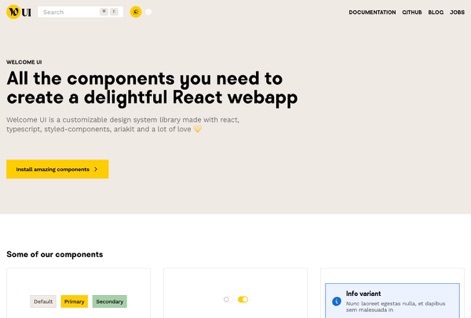 W UI
Search ⌘ K
DOCUMENTATION GITHUB BLOG JOBS
WELCOME UI
All the components you need to
create a delightful React webapp
Welcome UI is a customizable design system library made with react,
typescript, styled-components, ariakit and a lot of love 💛
Install amazing components
Some of our components
Default Primary Secondary
Info variant
Nunc laoreet egestas nulla, et dapibus
sem malesuada in